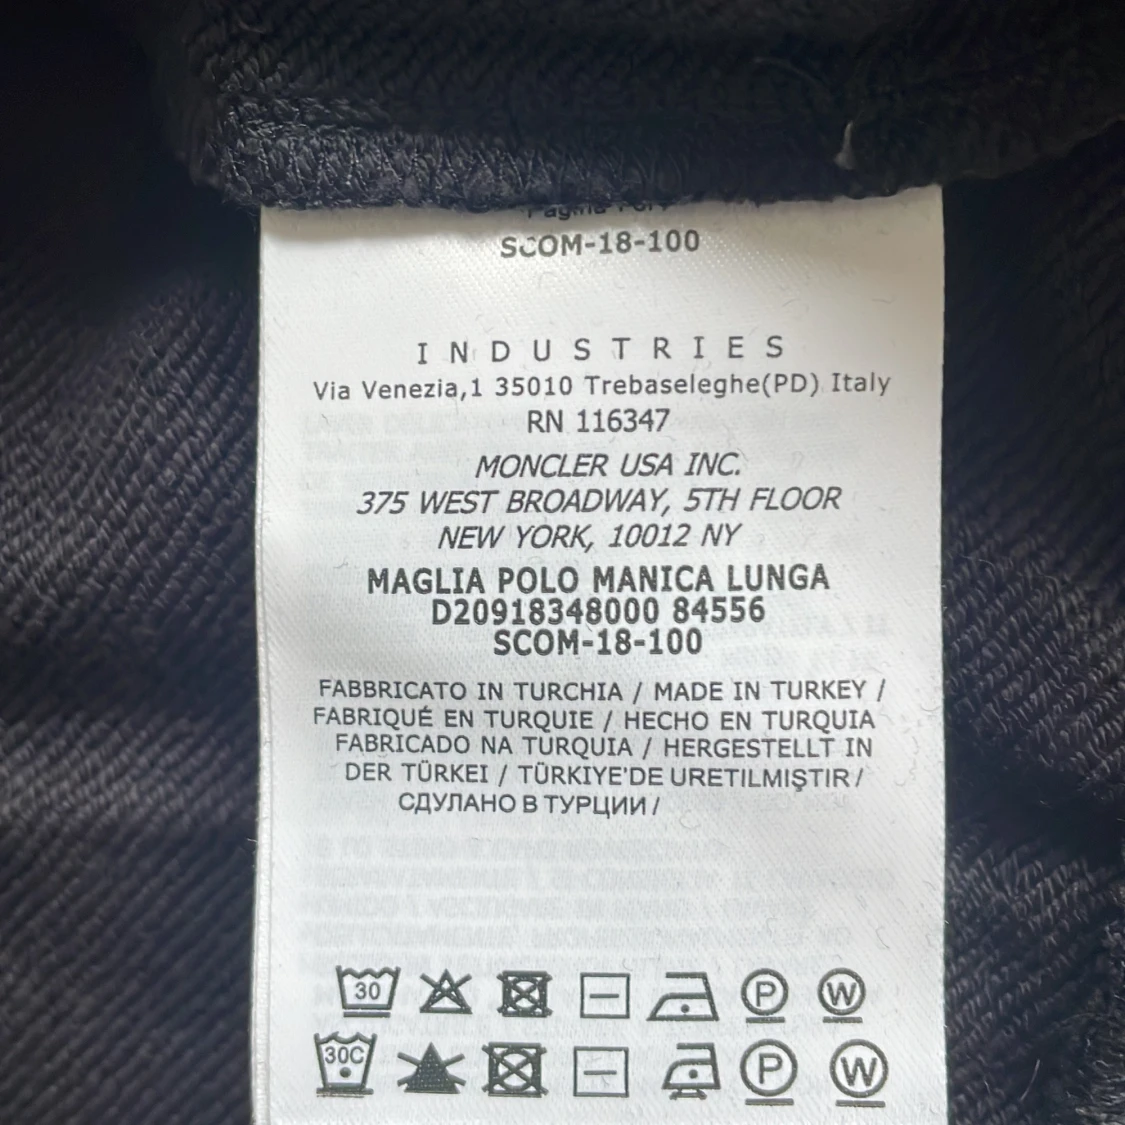 SCOM-18-100
INDUSTRIES
Via Venezia,1 35010 Trebaseleghe(PD) Italy
RN 116347
MONCLER USA INC.
375 WEST BROADWAY, 5TH FLOOR
NEW YORK, 10012 NY
MAGLIA POLO MANICA LUNGA
D20918348000 84556
SCOM-18-100
FABBRICATO IN TURCHIA / MADE IN TURKEY /
FABRIQUÉ EN TURQUIE / HECHO EN TURQUIA
FABRICADO NA TURQUIA / HERGESTELLT IN
DER TÜRKEI / TÜRKIYE'DE URETILMIŞTIR /
СДУЛАНО В ТУРЦИИ /
30 P W
30C P W